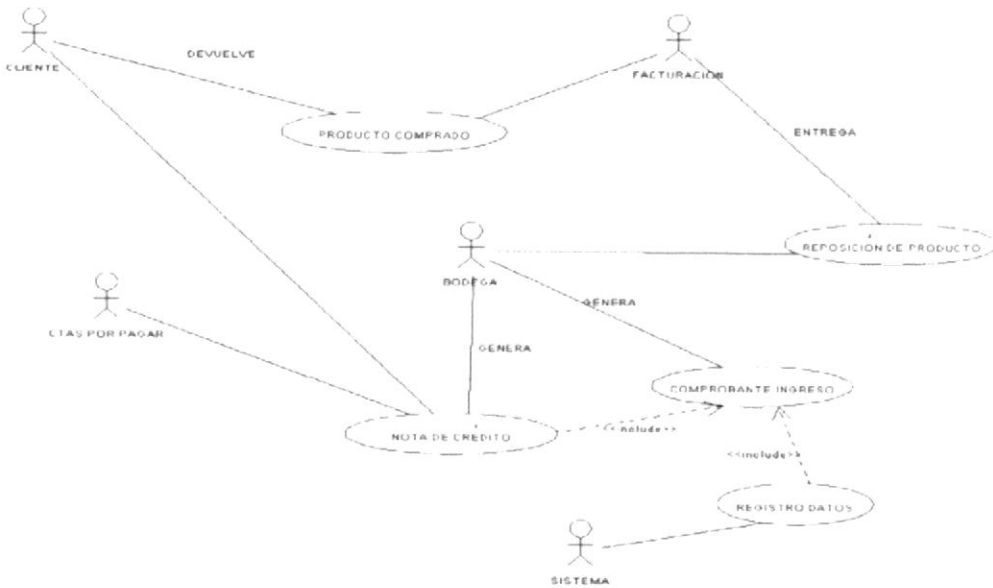 DEVUELVE
CLIENTE
FACTURACION
PRODUCTO COMPRADO
ENTREGA
REPOSICION DE PRODUCTO
BODEGA
GENERA
CTAS POR PAGAR
GENERA
COMPROBANTE INGRESO
<<include>>
NOTA DE CREDITO
<<include>>
REGISTRO DATOS
SISTEMA